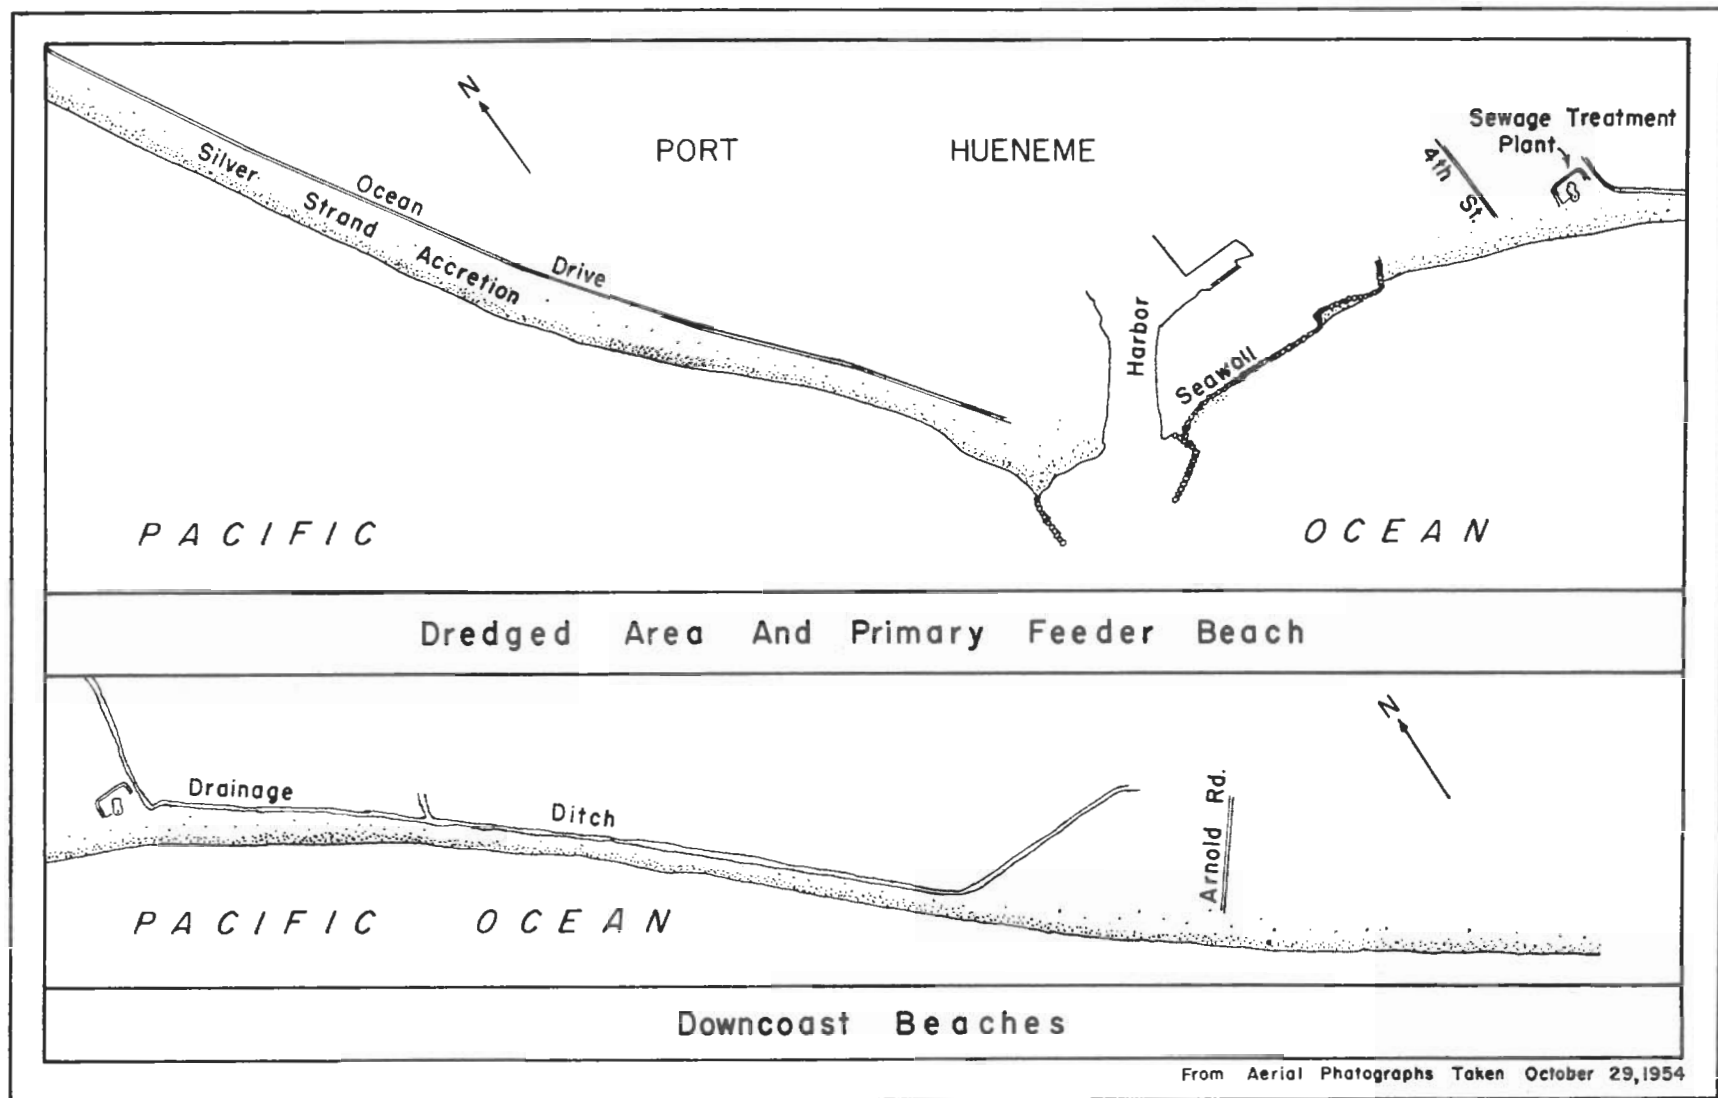 N
PORT HUENEME
Sewage Treatment
Plant
4th St.
Silver Strand Accretion
Ocean Drive
Harbor
Seawall
PACIFIC OCEAN
Dredged Area And Primary Feeder Beach
N
Drainage Ditch
Arnold Rd.
PACIFIC OCEAN
Downcoast Beaches
From Aerial Photographs Taken October 29,1954